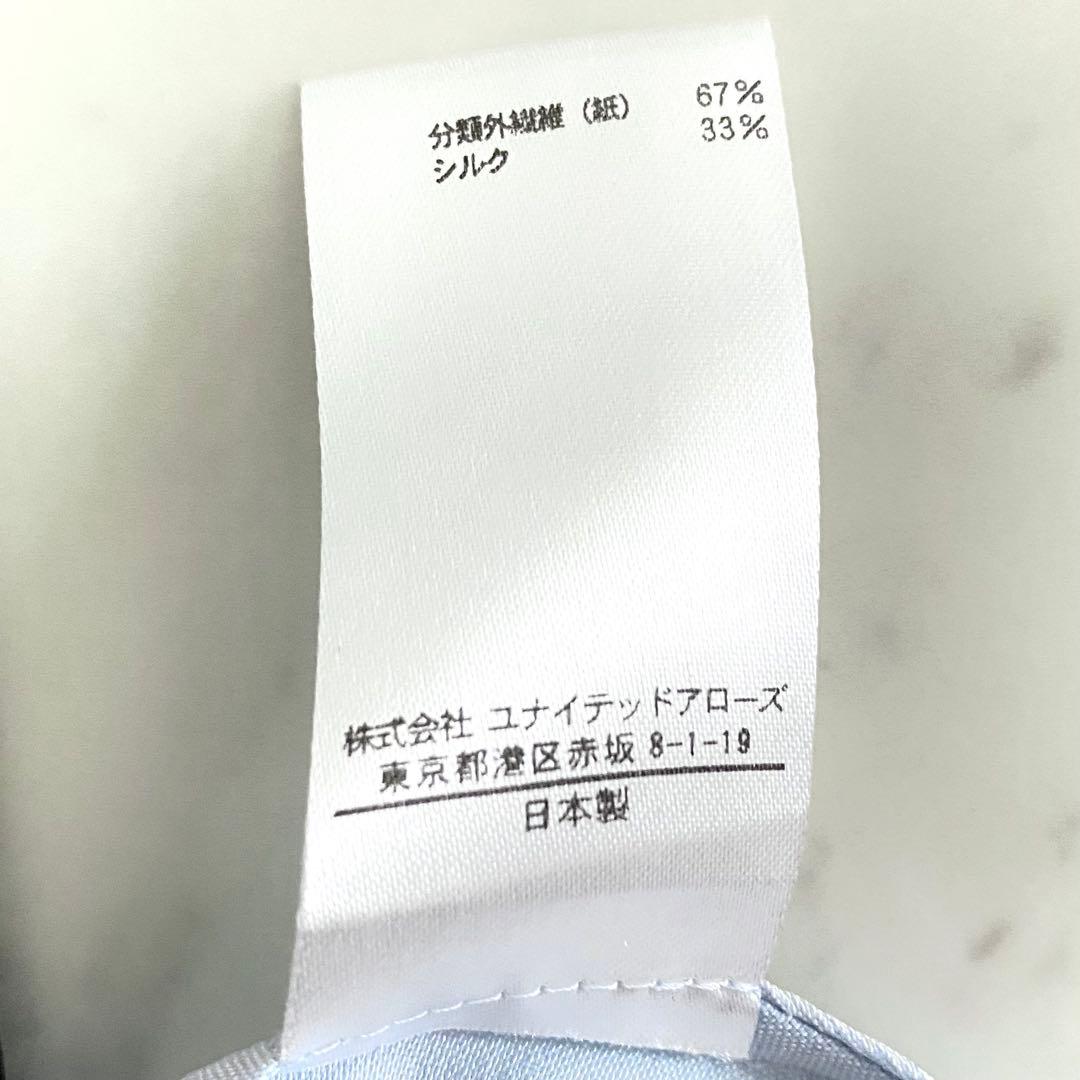 分類外繊維（紙） 67%
シルク 33%
株式会社 ユナイテッドアローズ
東京都港区赤坂 8-1-19
日本製